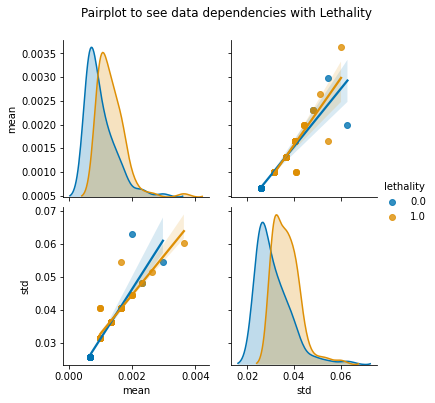 Pairplot to see data dependencies with Lethality
0.0035
0.0030
0.0025
0.0020
0.0015
0.0010
0.0005
mean
lethality
0.0
1.0
0.07
0.06
0.05
0.04
0.03
std
0.000 0.002 0.004
mean
0.02 0.04 0.06
std